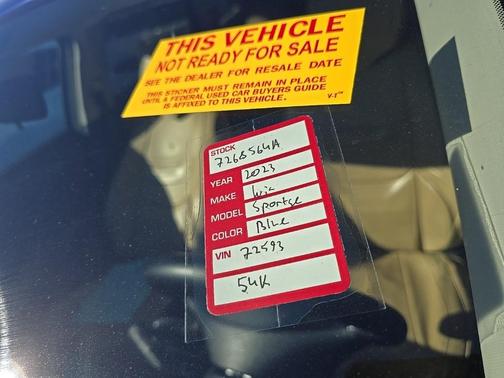 THIS VEHICLE
NOT READY FOR SALE
SEE THE DEALER FOR RESALE DATE
THIS STICKER MUST REMAIN IN PLACE
UNTIL A FEDERAL USED CAR BUYERS GUIDE
IS AFFIXED TO THIS VEHICLE.
V-1™
STOCK
7268564A
YEAR 2023
MAKE Kia
MODEL Sportge
COLOR Blue
VIN 72593
54K